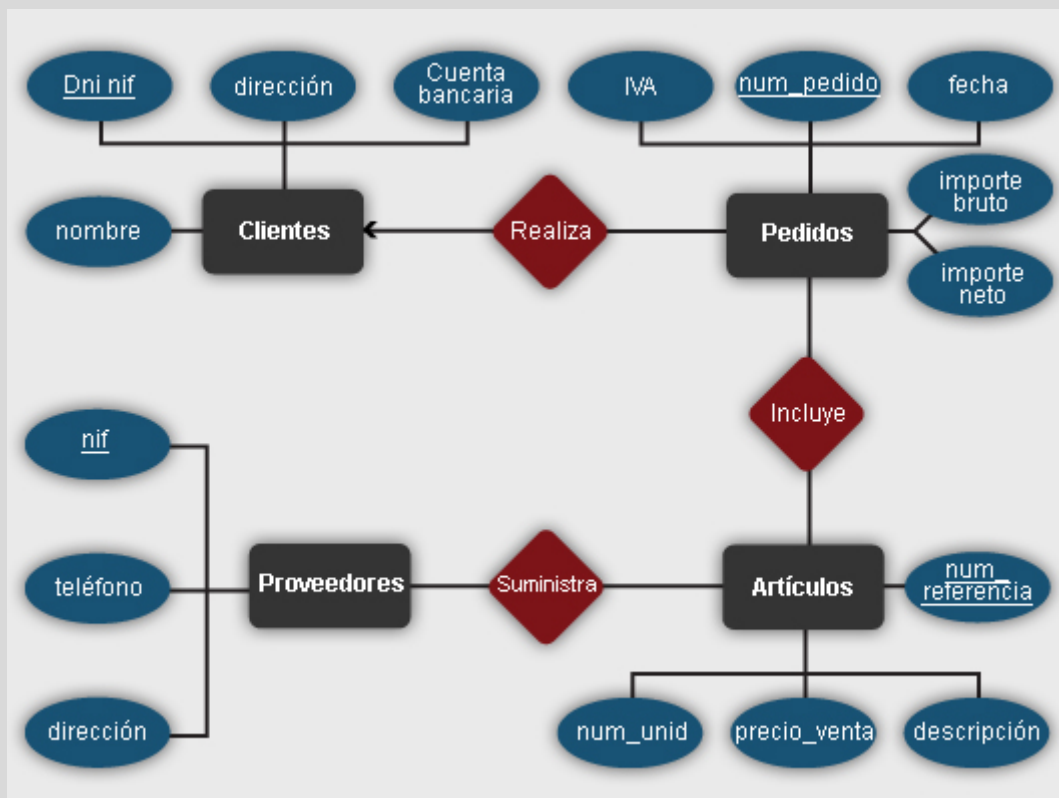 Dni nif
dirección
Cuenta
bancaria
IVA
num_pedido
fecha
nombre
Clientes
Realiza
Pedidos
importe
bruto
importe
neto
Incluye
nif
teléfono
dirección
Proveedores
Suministra
Artículos
num_
referencia
num_unid
precio_venta
descripción